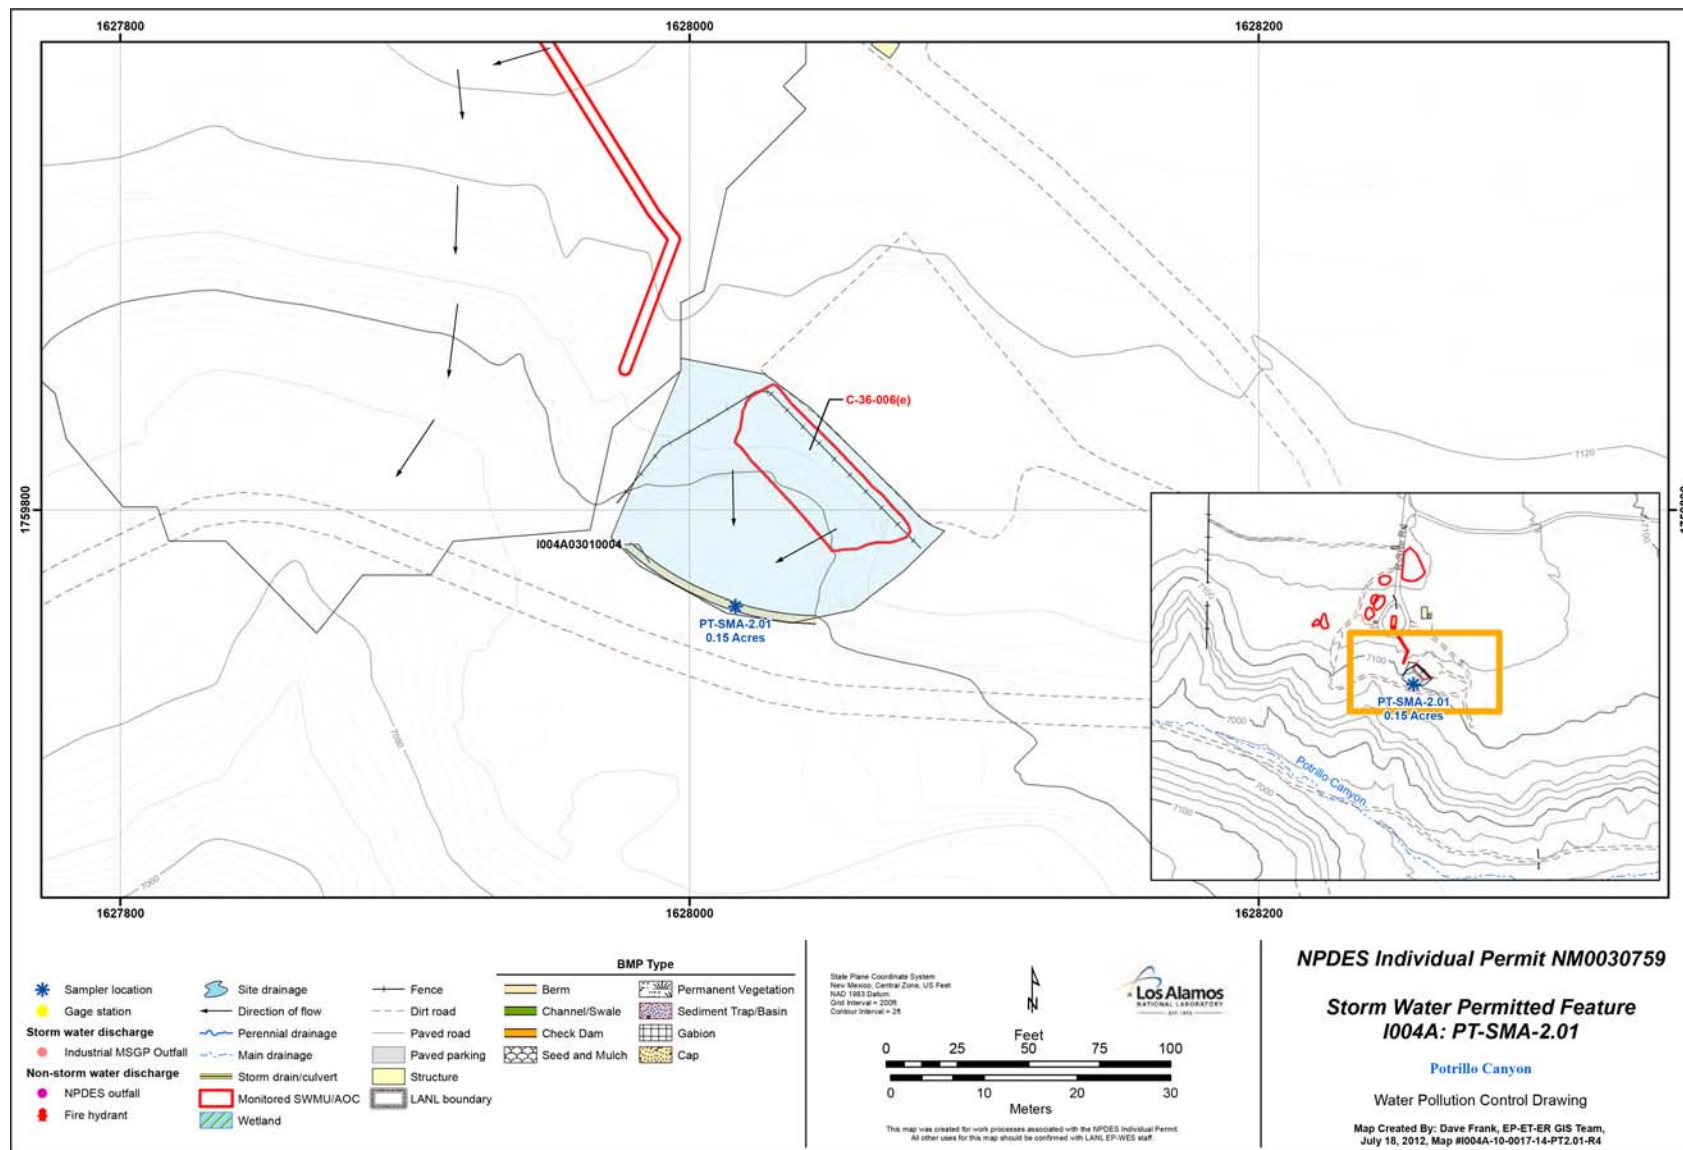 1627800
1628000
1628200
C-36-006(e)
7120
1759800
I004A03010004
PT-SMA-2.01
0.15 Acres
7080
7060
7100
7100
PT-SMA-2.01
0.15 Acres
7000
Potrillo Canyon
7000
7100
1627800
1628000
1628200
Sampler location
Gage station
Storm water discharge
Industrial MSGP Outfall
Non-storm water discharge
NPDES outfall
Fire hydrant
Site drainage
Direction of flow
Perennial drainage
Main drainage
Storm drain/culvert
Monitored SWMU/AOC
Wetland
Fence
Dirt road
Paved road
Paved parking
Structure
LANL boundary
BMP Type
Berm
Channel/Swale
Check Dam
Seed and Mulch
Permanent Vegetation
Sediment Trap/Basin
Gabion
Cap
State Plane Coordinate System
New Mexico, Central Zone, US Feet
NAD 1983 Datum
Grid Interval = 200ft
Contour Interval = 2ft
N
Los Alamos
NATIONAL LABORATORY
EST. 1943
Feet
0 25 50 75 100
0 10 20 30
Meters
This map was created for work processes associated with the NPDES Individual Permit.
All other uses for this map should be confirmed with LANL EP-WES staff.
NPDES Individual Permit NM0030759
Storm Water Permitted Feature
I004A: PT-SMA-2.01
Potrillo Canyon
Water Pollution Control Drawing
Map Created By: Dave Frank, EP-ET-ER GIS Team,
July 18, 2012, Map #I004A-10-0017-14-PT2.01-R4